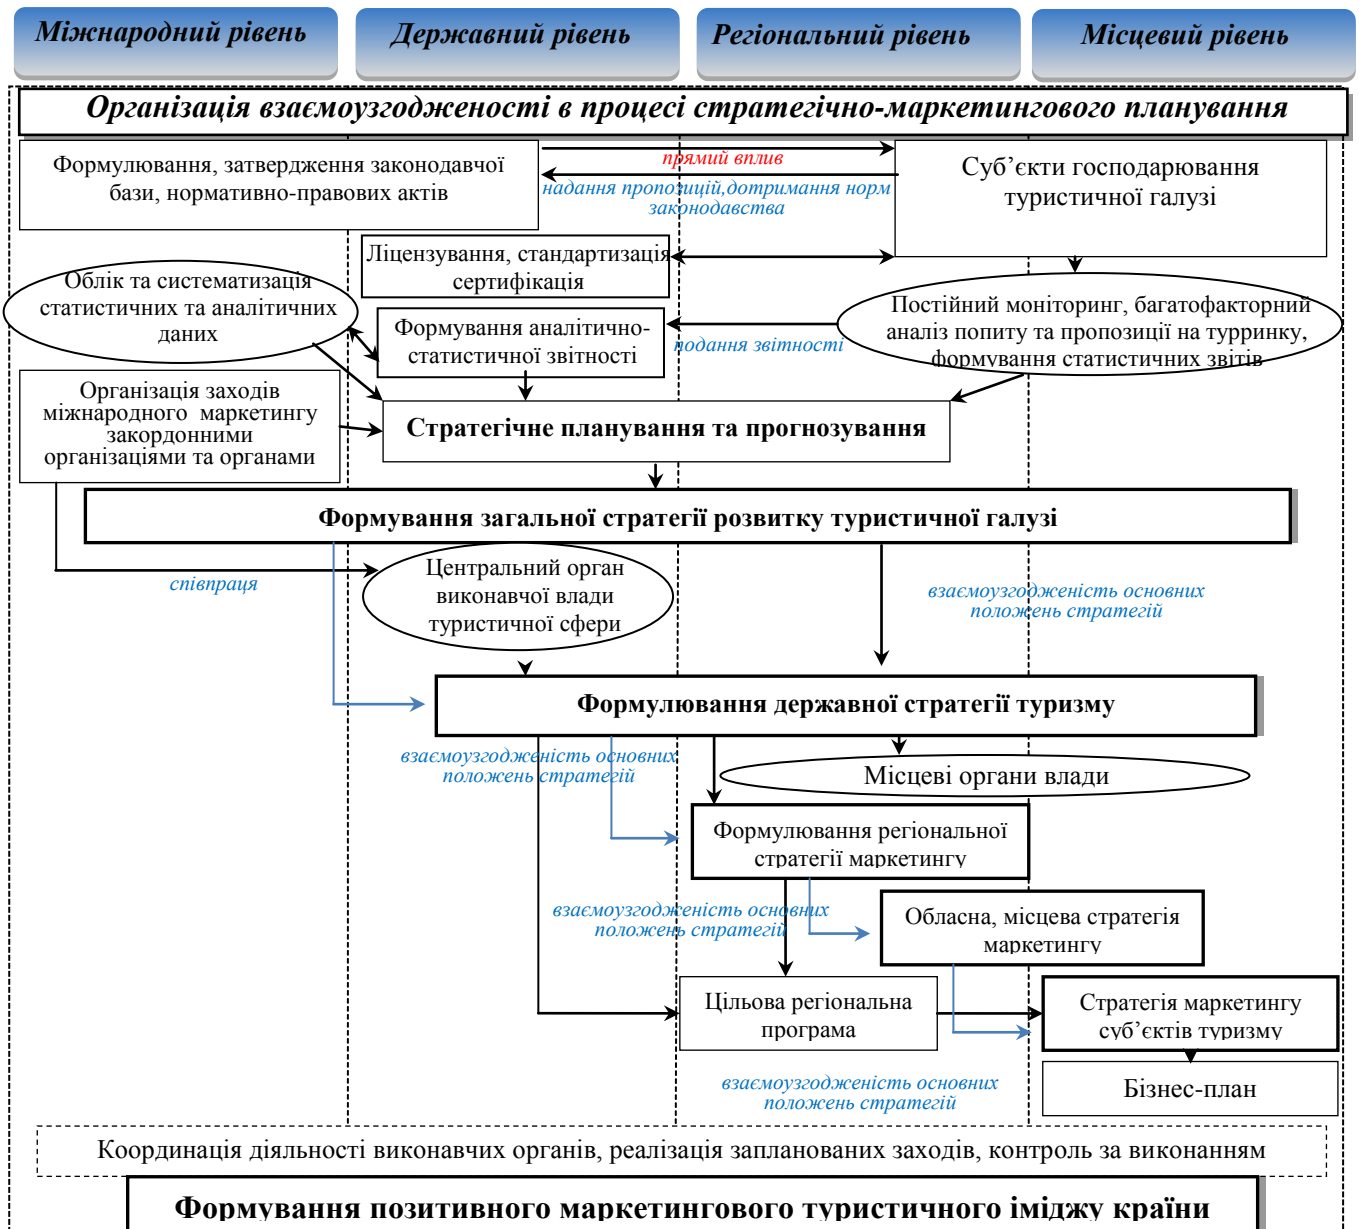 Міжнародний рівень
Державний рівень
Регіональний рівень
Місцевий рівень
Організація взаємоузгодженості в процесі стратегічно-маркетингового планування
Формулювання, затвердження законодавчої
бази, нормативно-правових актів
прямий вплив
надання пропозицій,дотримання норм
законодавства
Суб’єкти господарювання
туристичної галузі
Ліцензування, стандартизація
сертифікація
Облік та систематизація
статистичних та аналітичних
даних
Формування аналітично-
статистичної звітності
подання звітності
Постійний моніторинг, багатофакторний
аналіз попиту та пропозиції на турринку,
формування статистичних звітів
Організація заходів
міжнародного маркетингу
закордонними
організаціями та органами
Стратегічне планування та прогнозування
Формування загальної стратегії розвитку туристичної галузі
співпраця
Центральний орган
виконавчої влади
туристичної сфери
взаємоузгодженість основних
положень стратегій
Формулювання державної стратегії туризму
взаємоузгодженість основних
положень стратегій
Місцеві органи влади
Формулювання регіональної
стратегії маркетингу
взаємоузгодженість основних
положень стратегій
Обласна, місцева стратегія
маркетингу
Цільова регіональна
програма
Стратегія маркетингу
суб’єктів туризму
взаємоузгодженість основних
положень стратегій
Бізнес-план
Координація діяльності виконавчих органів, реалізація запланованих заходів, контроль за виконанням
Формування позитивного маркетингового туристичного іміджу країни